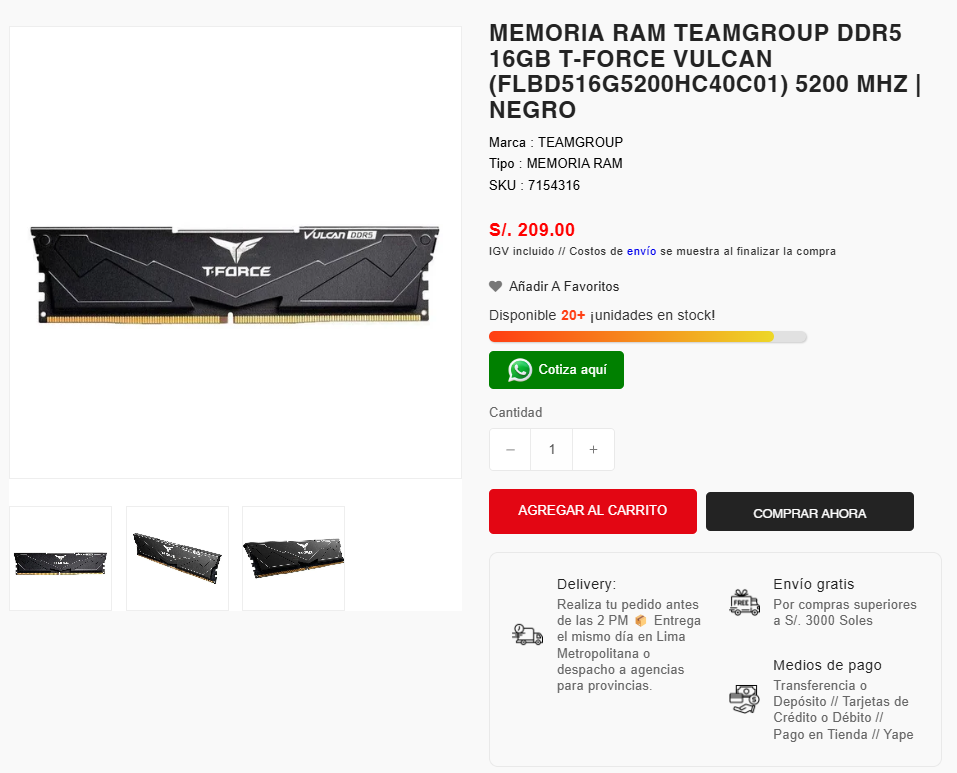 MEMORIA RAM TEAMGROUP DDR5
16GB T-FORCE VULCAN
(FLBD516G5200HC40C01) 5200 MHZ |
NEGRO
Marca : TEAMGROUP
Tipo : MEMORIA RAM
SKU : 7154316
S/. 209.00
IGV incluido // Costos de envío se muestra al finalizar la compra
Añadir A Favoritos
Disponible 20+ ¡unidades en stock!
Cotiza aquí
Cantidad
− 1 +
AGREGAR AL CARRITO
COMPRAR AHORA
VULCAN DDR5
T-FORCE
Delivery:
Realiza tu pedido antes
de las 2 PM 📦 Entrega
el mismo día en Lima
Metropolitana o
despacho a agencias
para provincias.
FREE
Envío gratis
Por compras superiores
a S/. 3000 Soles
Medios de pago
Transferencia o
Depósito // Tarjetas de
Crédito o Débito //
Pago en Tienda // Yape